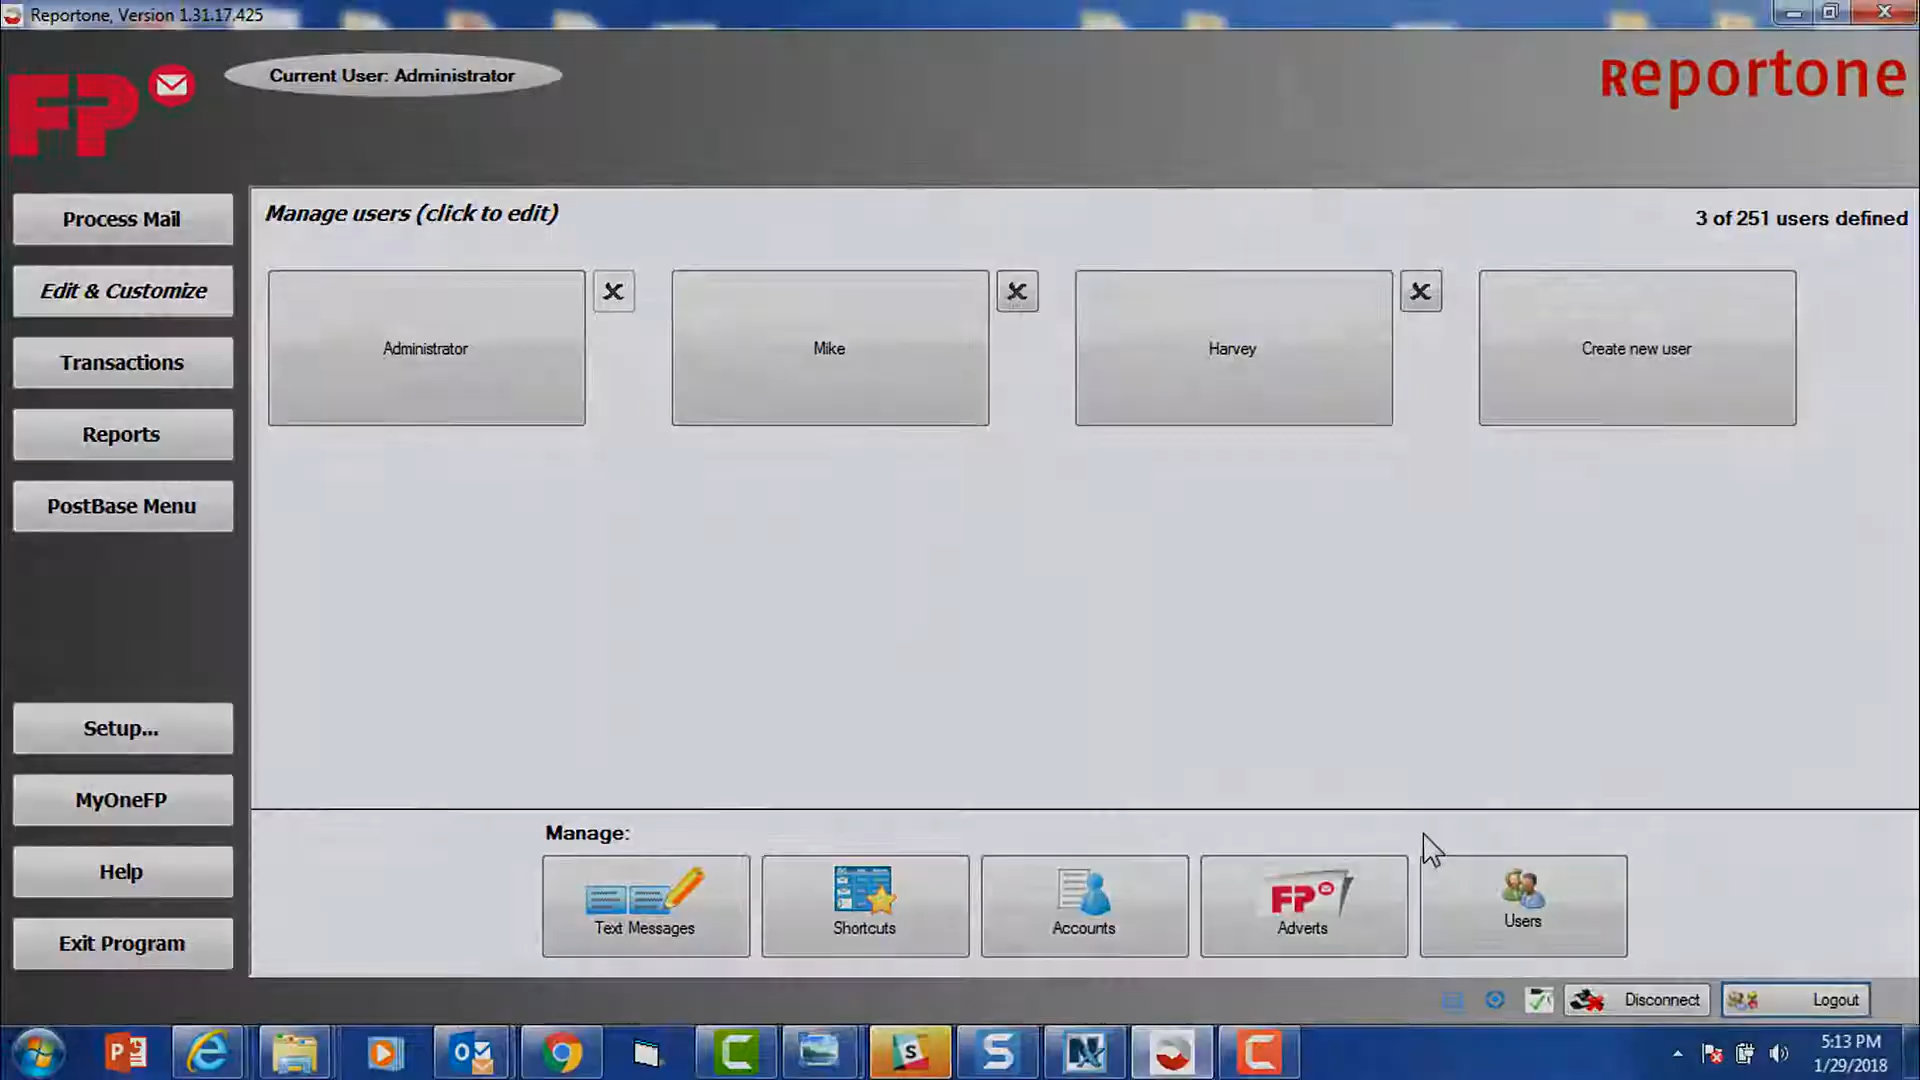 Reportone, Version 1.31.17.425
FP
Current User: Administrator
Reportone
Process Mail
Edit & Customize
Transactions
Reports
PostBase Menu
Setup...
MyOneFP
Help
Exit Program
Manage users (click to edit)
3 of 251 users defined
Administrator
Mike
Harvey
Create new user
Manage:
Text Messages
Shortcuts
Accounts
FP
Adverts
Users
Disconnect
Logout
5:13 PM
1/29/2018